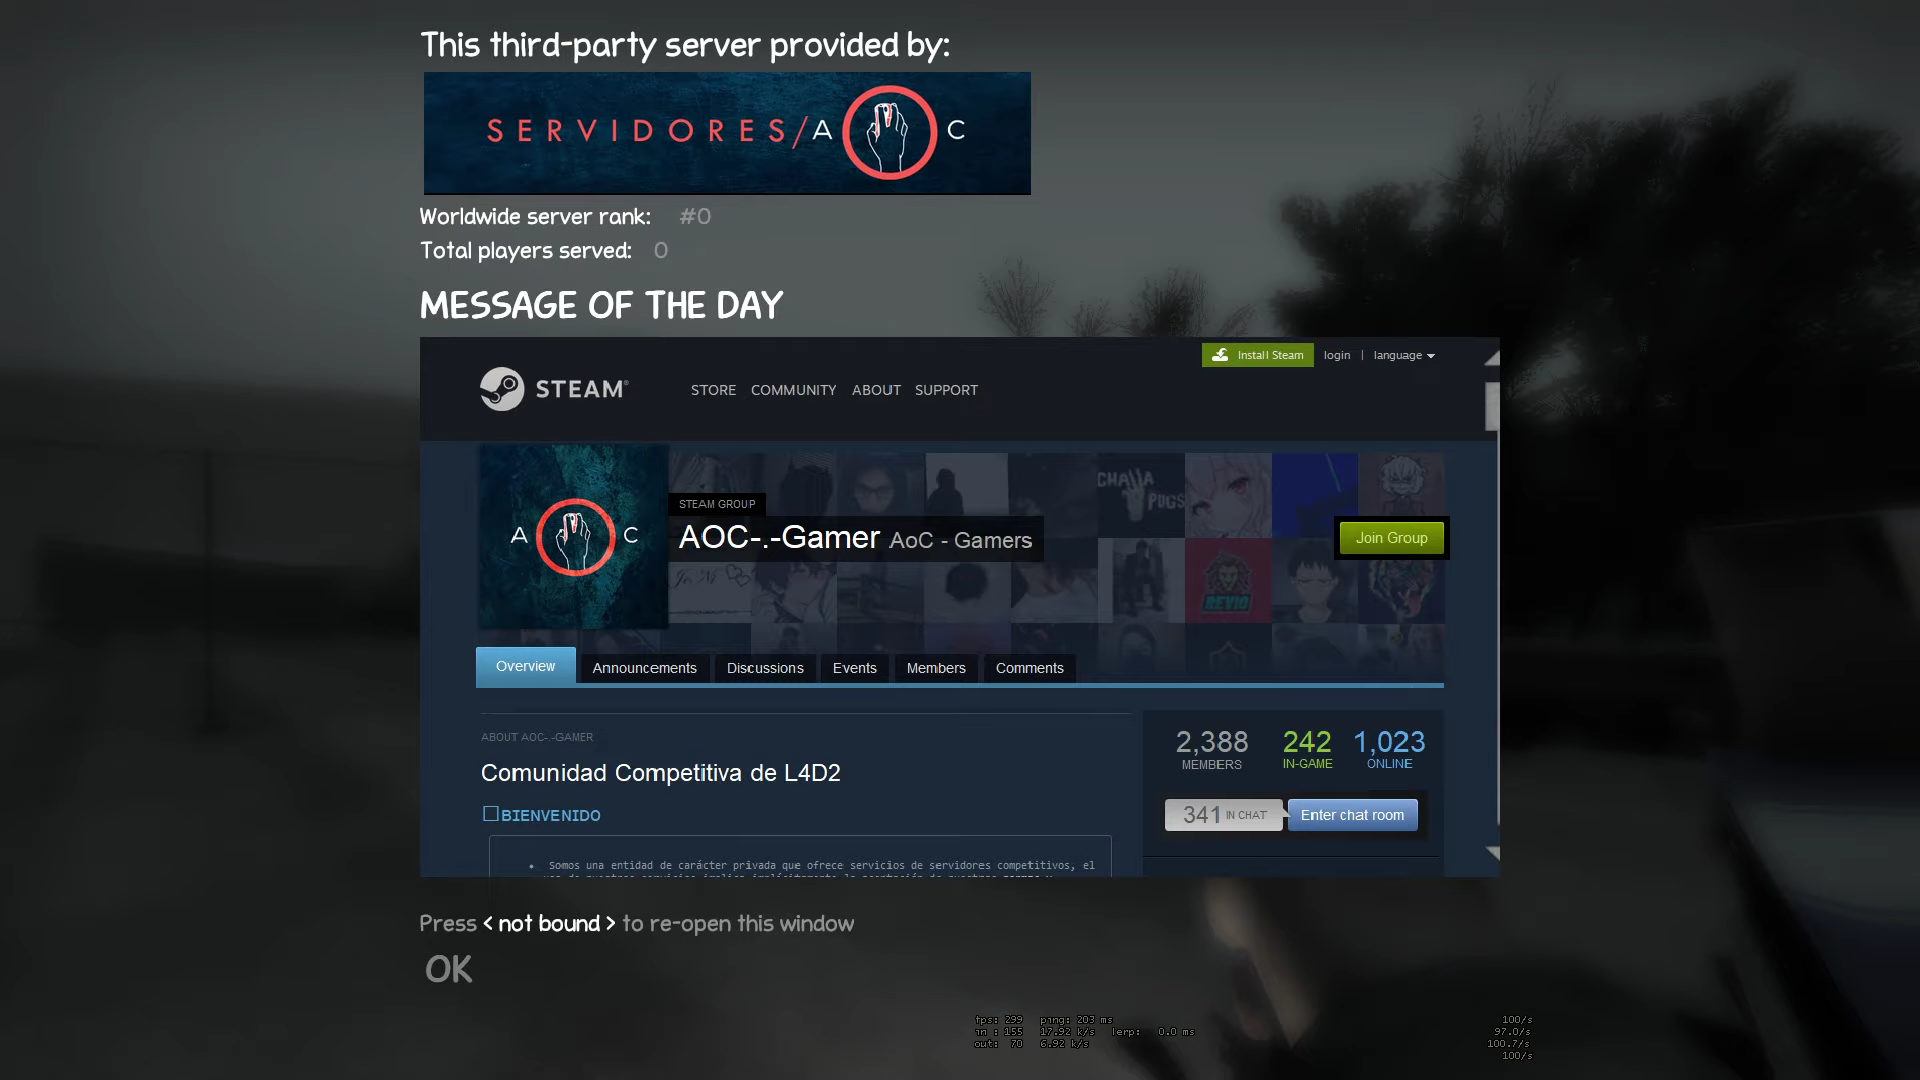 This third-party server provided by:
SERVIDORES/A C
Worldwide server rank: #0
Total players served: 0
MESSAGE OF THE DAY
Install Steam login | language
STEAM® STORE COMMUNITY ABOUT SUPPORT
CHALLA
PUGS
STEAM GROUP
A C AOC-.-Gamer AoC - Gamers Join Group
REVIO
Overview Announcements Discussions Events Members Comments
ABOUT AOC-.-GAMER
2,388 242 1,023
MEMBERS IN-GAME ONLINE
Comunidad Competitiva de L4D2
BIENVENIDO
341 IN CHAT Enter chat room
• Somos una entidad de carácter privada que ofrece servicios de servidores competitivos, el
Press < not bound > to re-open this window
OK
fps: 299 ping: 203 ms 100/s
in : 155 17.92 k/s lerp: 0.0 ms 97.0/s
out: 70 6.92 k/s 100.7/s
100/s